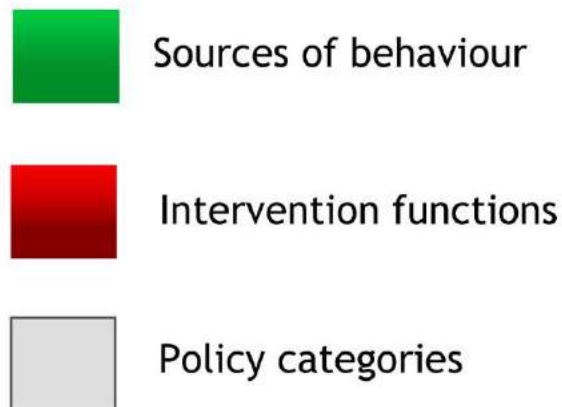 Sources of behaviour
Intervention functions
Policy categories